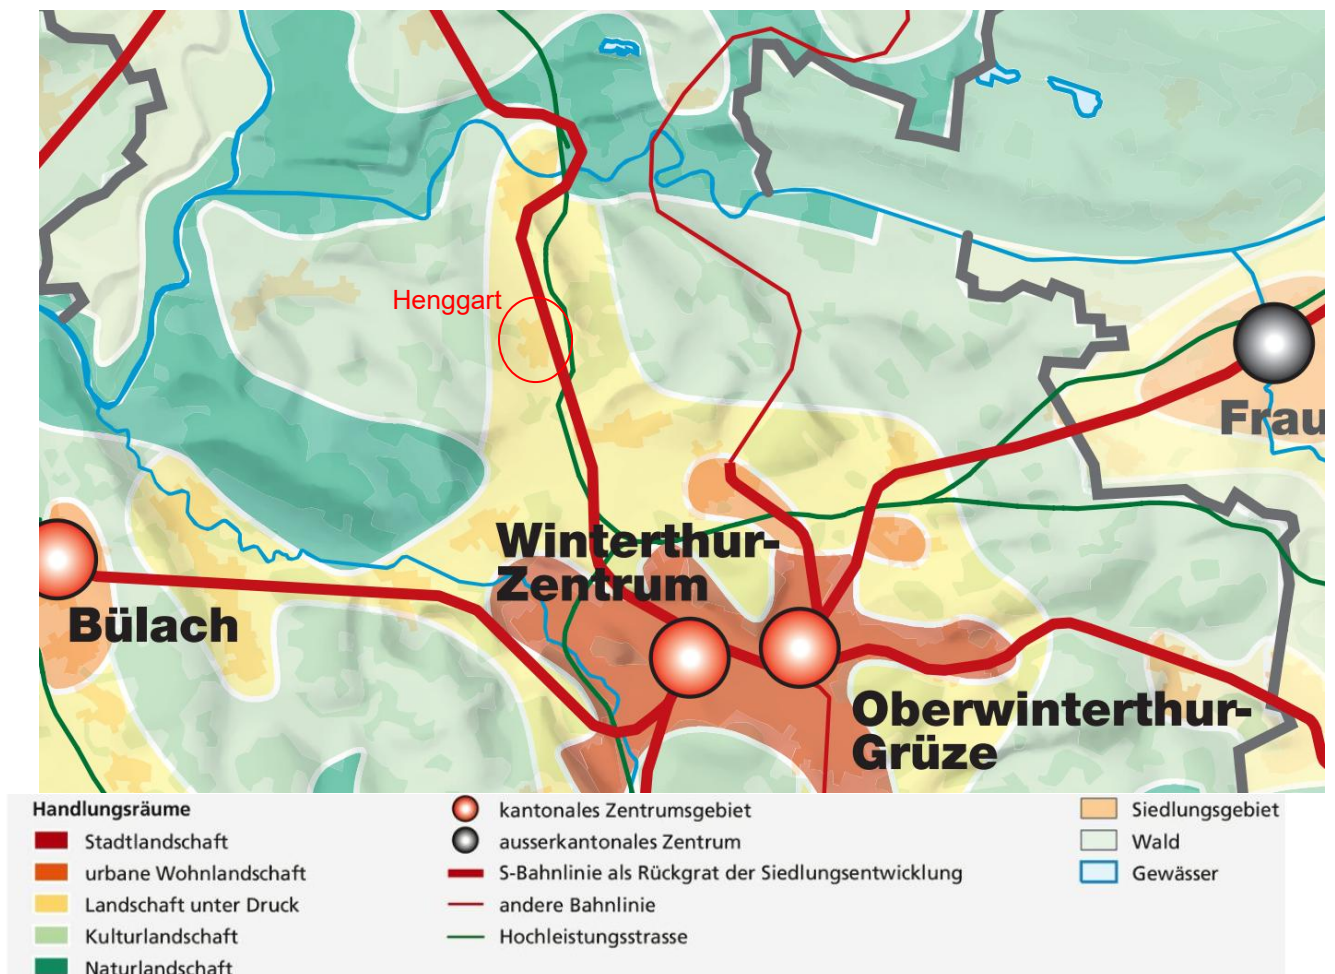 Henggart
Frau
Winterthur-
Zentrum
Bülach
Oberwinterthur-
Grüze
Handlungsräume
Stadtlandschaft
urbane Wohnlandschaft
Landschaft unter Druck
Kulturlandschaft
Naturlandschaft
kantonales Zentrumsgebiet
ausserkantonales Zentrum
S-Bahnlinie als Rückgrat der Siedlungsentwicklung
andere Bahnlinie
Hochleistungsstrasse
Siedlungsgebiet
Wald
Gewässer